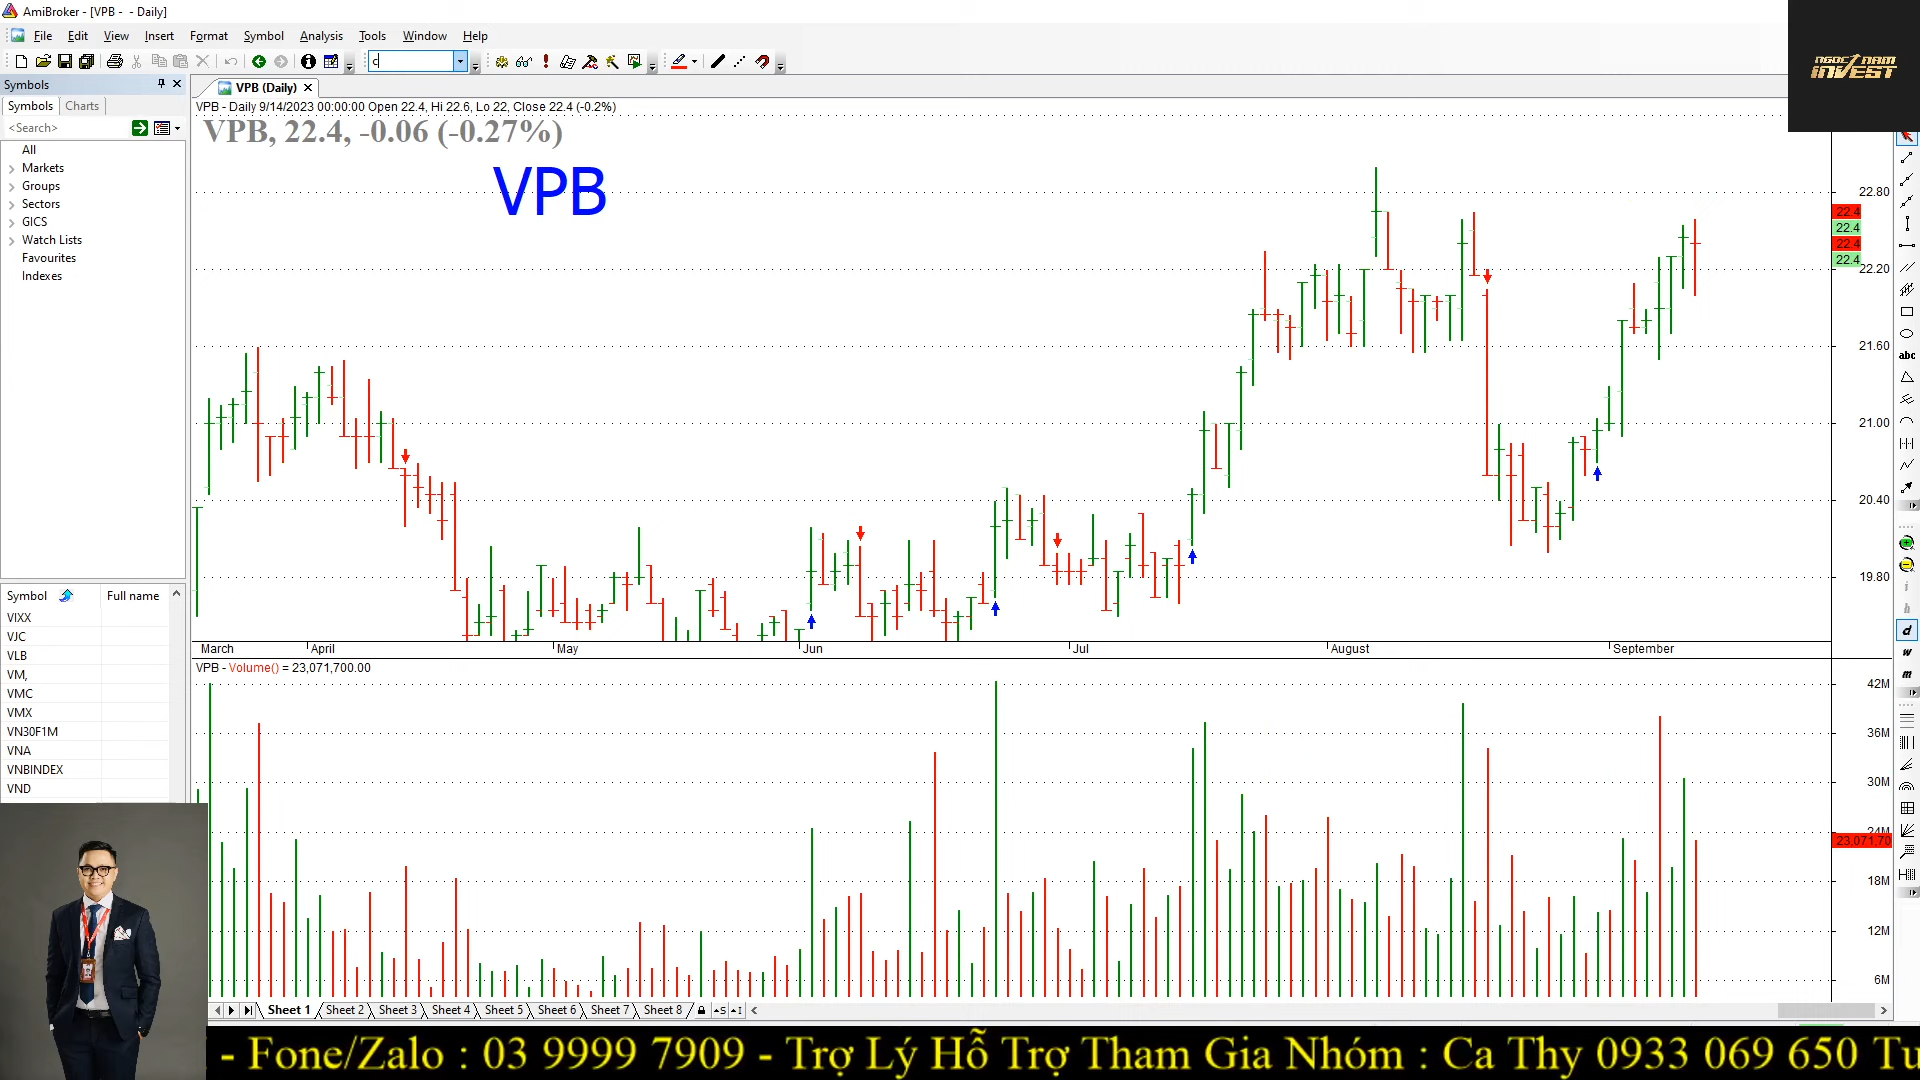 AmiBroker - [VPB - - Daily]
File Edit View Insert Format Symbol Analysis Tools Window Help
c
Symbols
Symbols Charts
<Search>
All
Markets
Groups
Sectors
GICS
Watch Lists
Favourites
Indexes
Symbol Full name
VIXX
VJC
VLB
VM,
VMC
VMX
VN30F1M
VNA
VNBINDEX
VND
VPB (Daily)
VPB - Daily 9/14/2023 00:00:00 Open 22.4, Hi 22.6, Lo 22, Close 22.4 (-0.2%)
VPB, 22.4, -0.06 (-0.27%)
VPB
22.80
22.4
22.4
22.4
22.4
22.20
21.60
21.00
20.40
19.80
March April May Jun Jul August September
VPB - Volume() = 23,071,700.00
42M
36M
30M
24M
23,071,70
18M
12M
6M
Sheet 1 Sheet 2 Sheet 3 Sheet 4 Sheet 5 Sheet 6 Sheet 7 Sheet 8
NGOC NAM
INVEST
abc
d
w
m
- Fone/Zalo : 03 9999 7909 - Trợ Lý Hỗ Trợ Tham Gia Nhóm : Ca Thy 0933 069 650 Tu